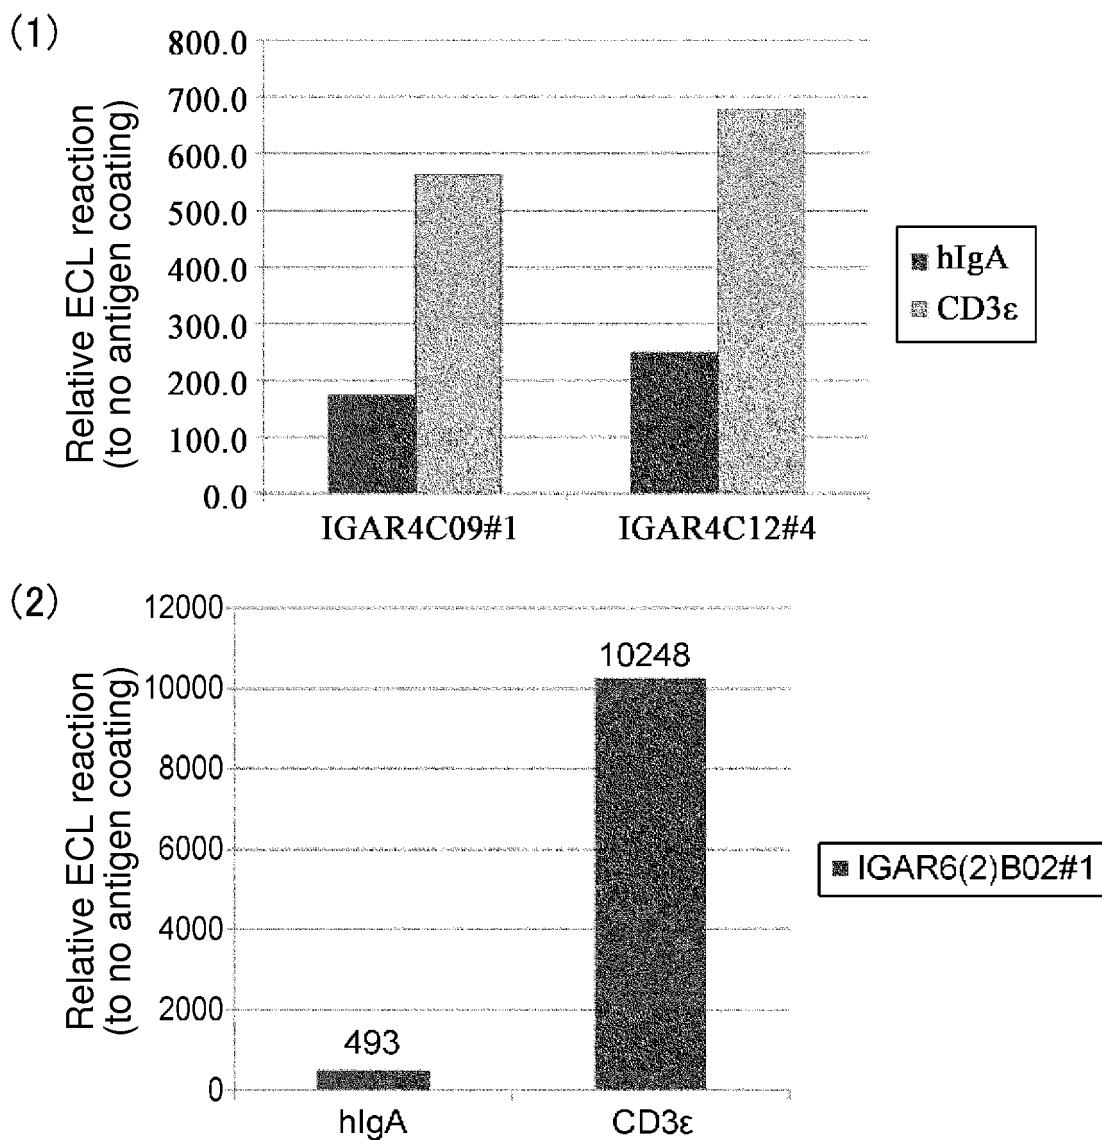 (1)
Relative ECL reaction
(to no antigen coating)
800.0
700.0
600.0
500.0
400.0
300.0
200.0
100.0
0.0
IGAR4C09#1
IGAR4C12#4
hIgA
CD3ε
(2)
Relative ECL reaction
(to no antigen coating)
12000
10000
8000
6000
4000
2000
0
493
10248
hIgA
CD3ε
IGAR6(2)B02#1